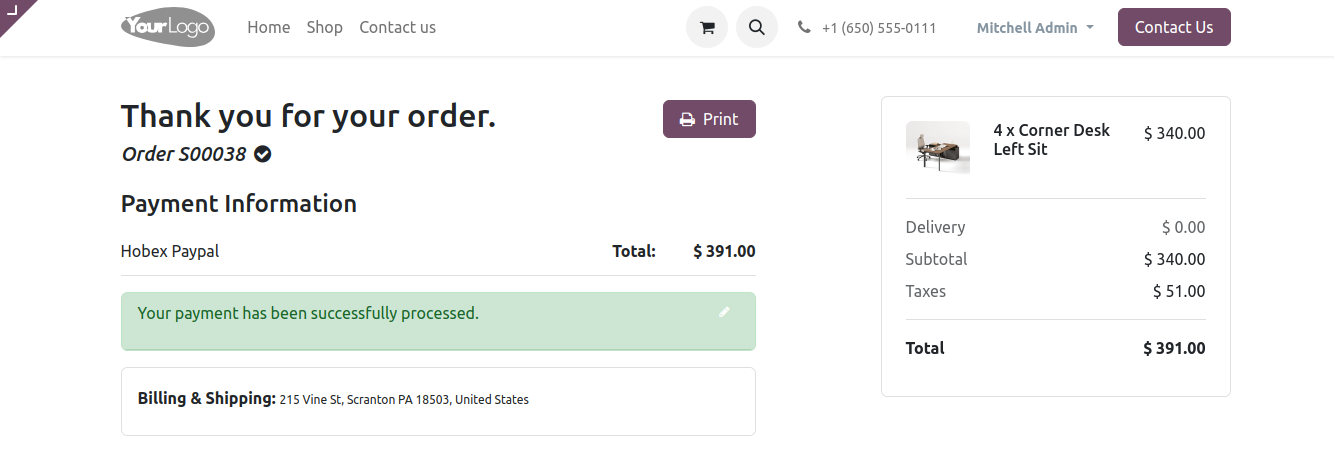 YourLogo
Home Shop Contact us
+1 (650) 555-0111
Mitchell Admin
Contact Us
Thank you for your order.
Print
Order S00038
Payment Information
Hobex Paypal Total: $ 391.00
Your payment has been successfully processed.
Billing & Shipping: 215 Vine St, Scranton PA 18503, United States
4 x Corner Desk $ 340.00
Left Sit
Delivery $ 0.00
Subtotal $ 340.00
Taxes $ 51.00
Total $ 391.00